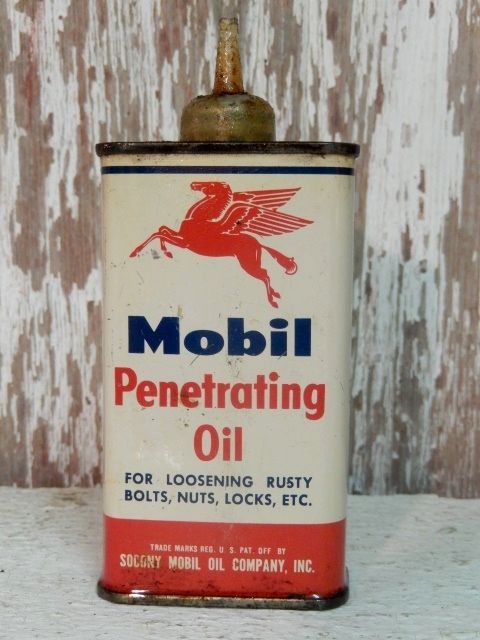 Mobil
Penetrating
Oil
FOR LOOSENING RUSTY
BOLTS, NUTS, LOCKS, ETC.
TRADE MARKS REG. U. S. PAT. OFF BY
SOCONY MOBIL OIL COMPANY, INC.